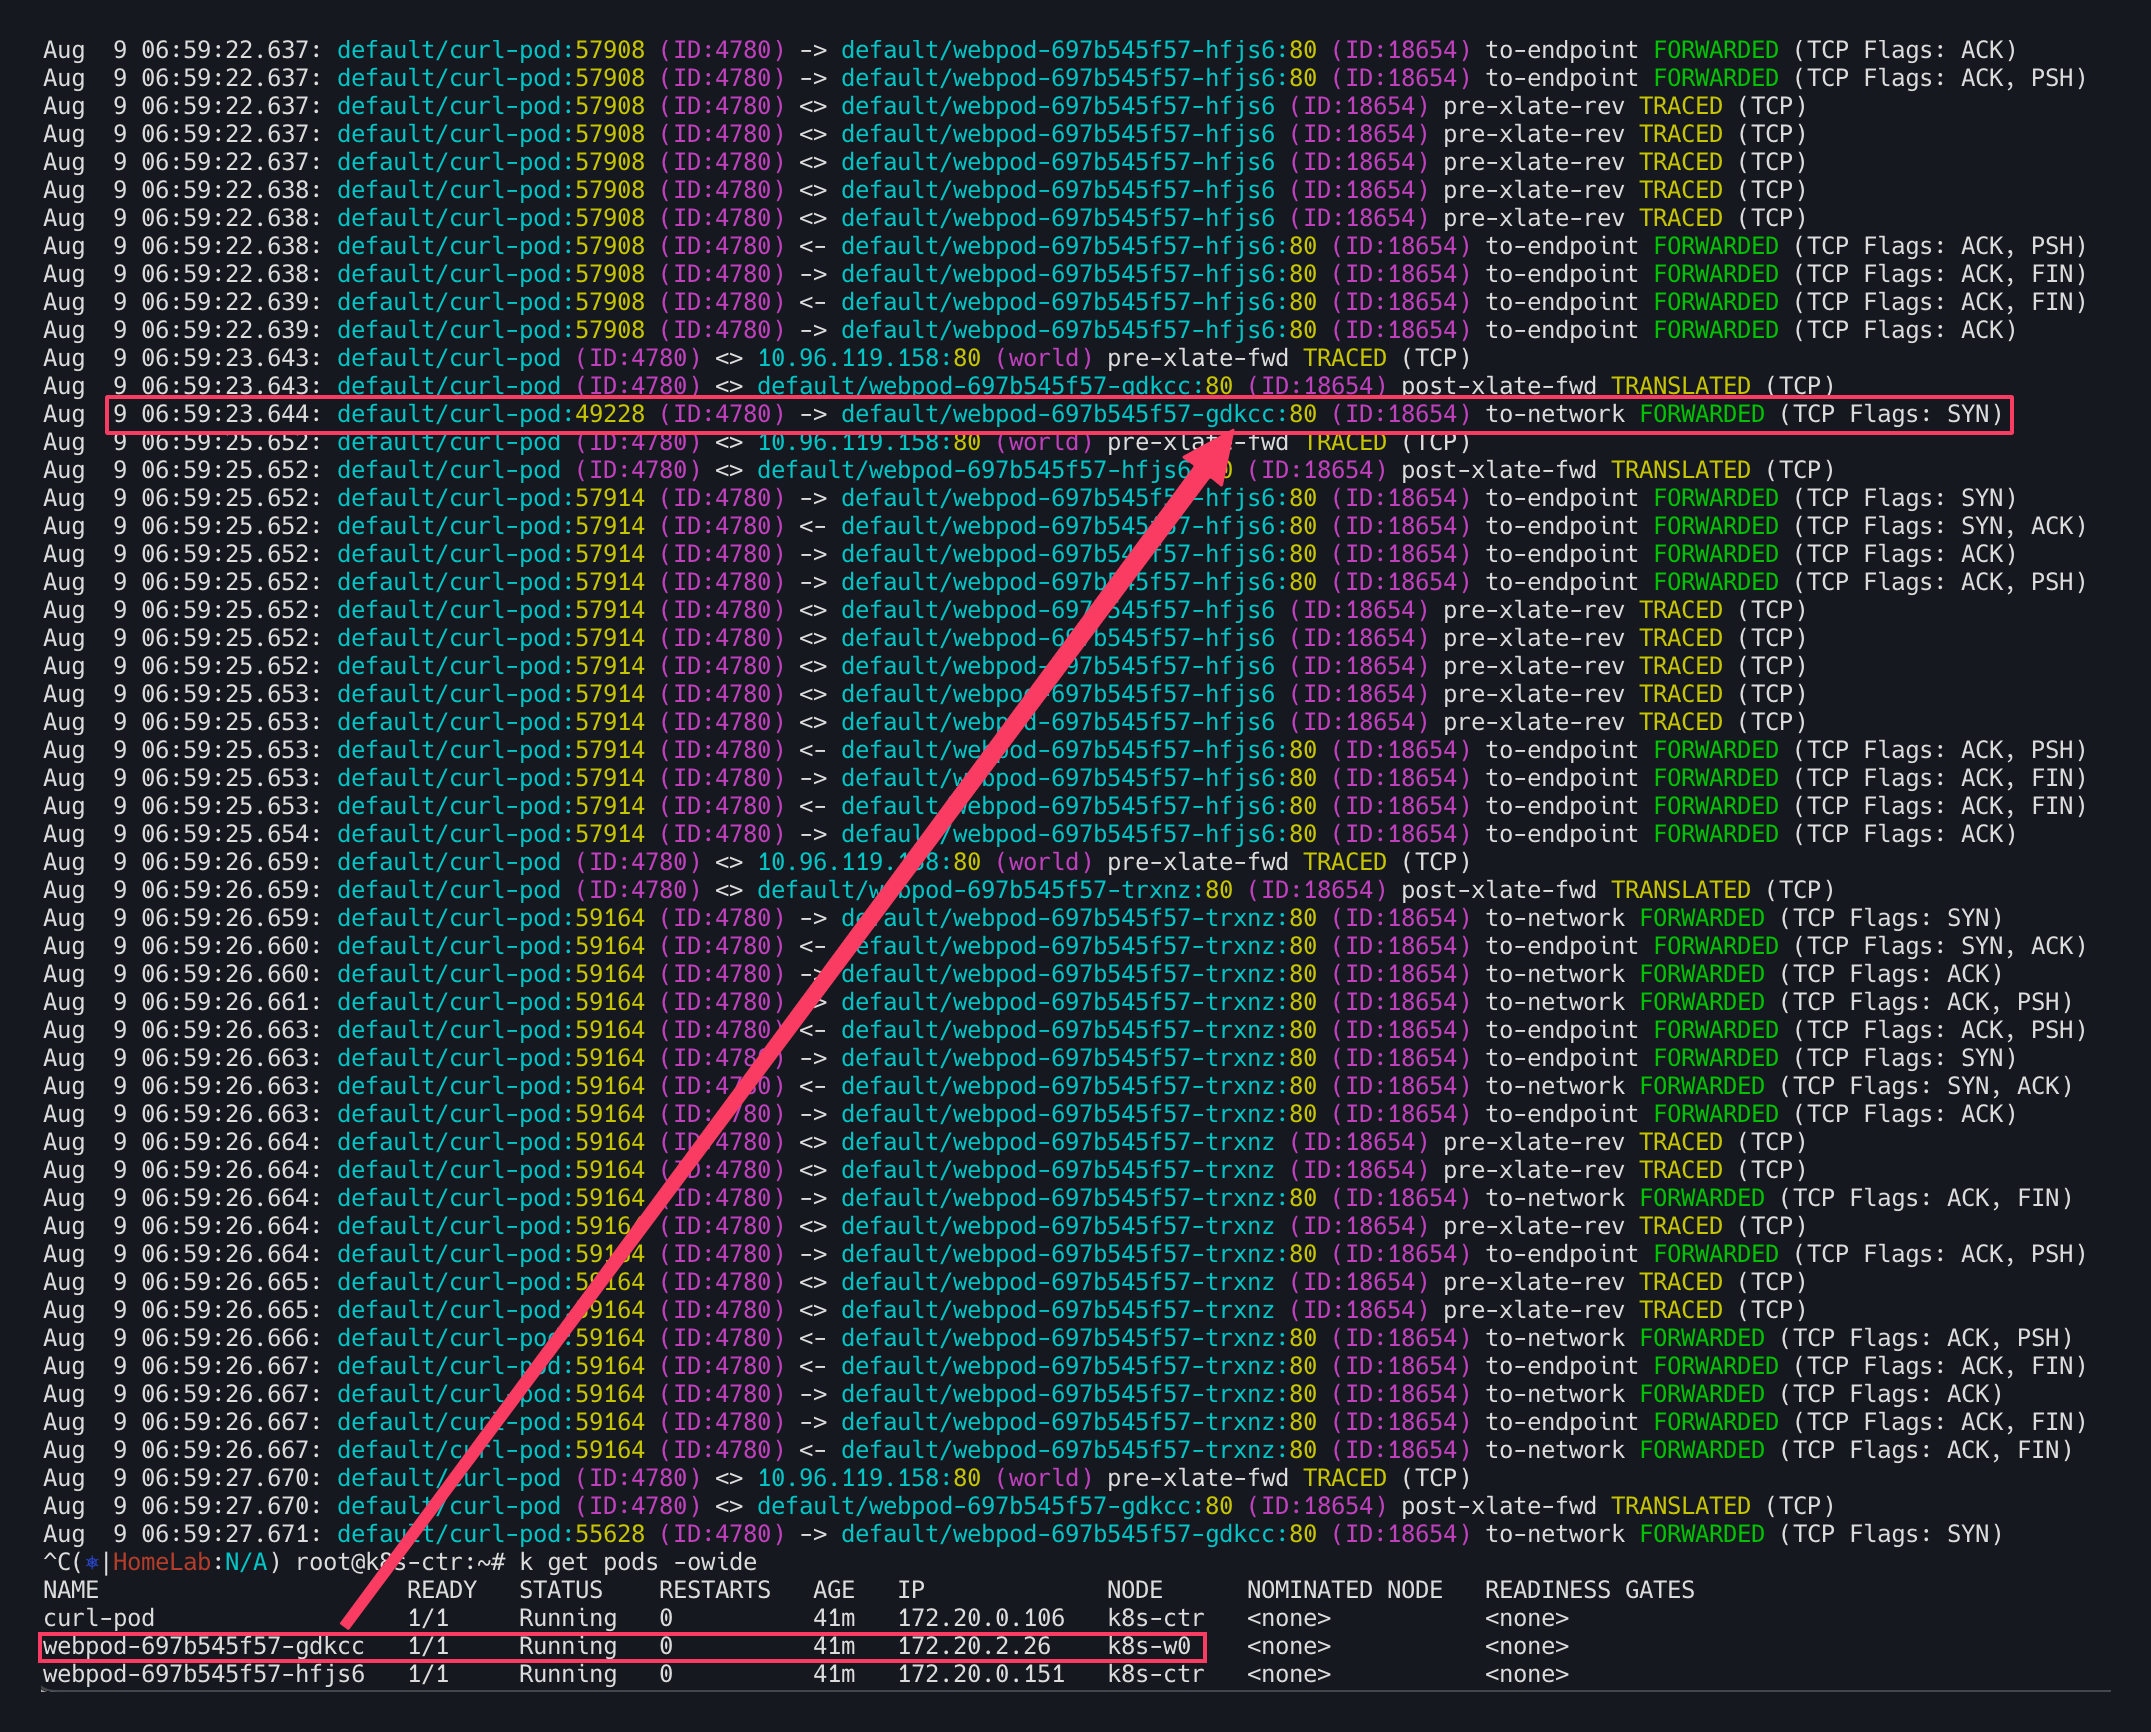 Aug  9 06:59:22.637: default/curl-pod:57908 (ID:4780) -> default/webpod-697b545f57-hfjs6:80 (ID:18654) to-endpoint FORWARDED (TCP Flags: ACK)
Aug  9 06:59:22.637: default/curl-pod:57908 (ID:4780) -> default/webpod-697b545f57-hfjs6:80 (ID:18654) to-endpoint FORWARDED (TCP Flags: ACK, PSH)
Aug  9 06:59:22.637: default/curl-pod:57908 (ID:4780) <> default/webpod-697b545f57-hfjs6 (ID:18654) pre-xlate-rev TRACED (TCP)
Aug  9 06:59:22.637: default/curl-pod:57908 (ID:4780) <> default/webpod-697b545f57-hfjs6 (ID:18654) pre-xlate-rev TRACED (TCP)
Aug  9 06:59:22.637: default/curl-pod:57908 (ID:4780) <> default/webpod-697b545f57-hfjs6 (ID:18654) pre-xlate-rev TRACED (TCP)
Aug  9 06:59:22.638: default/curl-pod:57908 (ID:4780) <> default/webpod-697b545f57-hfjs6 (ID:18654) pre-xlate-rev TRACED (TCP)
Aug  9 06:59:22.638: default/curl-pod:57908 (ID:4780) <> default/webpod-697b545f57-hfjs6 (ID:18654) pre-xlate-rev TRACED (TCP)
Aug  9 06:59:22.638: default/curl-pod:57908 (ID:4780) <- default/webpod-697b545f57-hfjs6:80 (ID:18654) to-endpoint FORWARDED (TCP Flags: ACK, PSH)
Aug  9 06:59:22.638: default/curl-pod:57908 (ID:4780) -> default/webpod-697b545f57-hfjs6:80 (ID:18654) to-endpoint FORWARDED (TCP Flags: ACK, FIN)
Aug  9 06:59:22.639: default/curl-pod:57908 (ID:4780) <- default/webpod-697b545f57-hfjs6:80 (ID:18654) to-endpoint FORWARDED (TCP Flags: ACK, FIN)
Aug  9 06:59:22.639: default/curl-pod:57908 (ID:4780) -> default/webpod-697b545f57-hfjs6:80 (ID:18654) to-endpoint FORWARDED (TCP Flags: ACK)
Aug  9 06:59:23.643: default/curl-pod (ID:4780) <> 10.96.119.158:80 (world) pre-xlate-fwd TRACED (TCP)
Aug  9 06:59:23.643: default/curl-pod (ID:4780) <> default/webpod-697b545f57-gdkcc:80 (ID:18654) post-xlate-fwd TRANSLATED (TCP)
Aug  9 06:59:23.644: default/curl-pod:49228 (ID:4780) -> default/webpod-697b545f57-gdkcc:80 (ID:18654) to-network FORWARDED (TCP Flags: SYN)
Aug  9 06:59:25.652: default/curl-pod (ID:4780) <> 10.96.119.158:80 (world) pre-xlate-fwd TRACED (TCP)
Aug  9 06:59:25.652: default/curl-pod (ID:4780) <> default/webpod-697b545f57-hfjs6:80 (ID:18654) post-xlate-fwd TRANSLATED (TCP)
Aug  9 06:59:25.652: default/curl-pod:57914 (ID:4780) -> default/webpod-697b545f57-hfjs6:80 (ID:18654) to-endpoint FORWARDED (TCP Flags: SYN)
Aug  9 06:59:25.652: default/curl-pod:57914 (ID:4780) <- default/webpod-697b545f57-hfjs6:80 (ID:18654) to-endpoint FORWARDED (TCP Flags: SYN, ACK)
Aug  9 06:59:25.652: default/curl-pod:57914 (ID:4780) -> default/webpod-697b545f57-hfjs6:80 (ID:18654) to-endpoint FORWARDED (TCP Flags: ACK)
Aug  9 06:59:25.652: default/curl-pod:57914 (ID:4780) -> default/webpod-697b545f57-hfjs6:80 (ID:18654) to-endpoint FORWARDED (TCP Flags: ACK, PSH)
Aug  9 06:59:25.652: default/curl-pod:57914 (ID:4780) <> default/webpod-697b545f57-hfjs6 (ID:18654) pre-xlate-rev TRACED (TCP)
Aug  9 06:59:25.652: default/curl-pod:57914 (ID:4780) <> default/webpod-697b545f57-hfjs6 (ID:18654) pre-xlate-rev TRACED (TCP)
Aug  9 06:59:25.652: default/curl-pod:57914 (ID:4780) <> default/webpod-697b545f57-hfjs6 (ID:18654) pre-xlate-rev TRACED (TCP)
Aug  9 06:59:25.653: default/curl-pod:57914 (ID:4780) <> default/webpod-697b545f57-hfjs6 (ID:18654) pre-xlate-rev TRACED (TCP)
Aug  9 06:59:25.653: default/curl-pod:57914 (ID:4780) <> default/webpod-697b545f57-hfjs6 (ID:18654) pre-xlate-rev TRACED (TCP)
Aug  9 06:59:25.653: default/curl-pod:57914 (ID:4780) <- default/webpod-697b545f57-hfjs6:80 (ID:18654) to-endpoint FORWARDED (TCP Flags: ACK, PSH)
Aug  9 06:59:25.653: default/curl-pod:57914 (ID:4780) -> default/webpod-697b545f57-hfjs6:80 (ID:18654) to-endpoint FORWARDED (TCP Flags: ACK, FIN)
Aug  9 06:59:25.653: default/curl-pod:57914 (ID:4780) <- default/webpod-697b545f57-hfjs6:80 (ID:18654) to-endpoint FORWARDED (TCP Flags: ACK, FIN)
Aug  9 06:59:25.654: default/curl-pod:57914 (ID:4780) -> default/webpod-697b545f57-hfjs6:80 (ID:18654) to-endpoint FORWARDED (TCP Flags: ACK)
Aug  9 06:59:26.659: default/curl-pod (ID:4780) <> 10.96.119.158:80 (world) pre-xlate-fwd TRACED (TCP)
Aug  9 06:59:26.659: default/curl-pod (ID:4780) <> default/webpod-697b545f57-trxnz:80 (ID:18654) post-xlate-fwd TRANSLATED (TCP)
Aug  9 06:59:26.659: default/curl-pod:59164 (ID:4780) -> default/webpod-697b545f57-trxnz:80 (ID:18654) to-network FORWARDED (TCP Flags: SYN)
Aug  9 06:59:26.660: default/curl-pod:59164 (ID:4780) <- default/webpod-697b545f57-trxnz:80 (ID:18654) to-endpoint FORWARDED (TCP Flags: SYN, ACK)
Aug  9 06:59:26.660: default/curl-pod:59164 (ID:4780) -> default/webpod-697b545f57-trxnz:80 (ID:18654) to-network FORWARDED (TCP Flags: ACK)
Aug  9 06:59:26.661: default/curl-pod:59164 (ID:4780) -> default/webpod-697b545f57-trxnz:80 (ID:18654) to-network FORWARDED (TCP Flags: ACK, PSH)
Aug  9 06:59:26.663: default/curl-pod:59164 (ID:4780) <- default/webpod-697b545f57-trxnz:80 (ID:18654) to-endpoint FORWARDED (TCP Flags: ACK, PSH)
Aug  9 06:59:26.663: default/curl-pod:59164 (ID:4780) -> default/webpod-697b545f57-trxnz:80 (ID:18654) to-endpoint FORWARDED (TCP Flags: SYN)
Aug  9 06:59:26.663: default/curl-pod:59164 (ID:4780) <- default/webpod-697b545f57-trxnz:80 (ID:18654) to-network FORWARDED (TCP Flags: SYN, ACK)
Aug  9 06:59:26.663: default/curl-pod:59164 (ID:4780) -> default/webpod-697b545f57-trxnz:80 (ID:18654) to-endpoint FORWARDED (TCP Flags: ACK)
Aug  9 06:59:26.664: default/curl-pod:59164 (ID:4780) <> default/webpod-697b545f57-trxnz (ID:18654) pre-xlate-rev TRACED (TCP)
Aug  9 06:59:26.664: default/curl-pod:59164 (ID:4780) <> default/webpod-697b545f57-trxnz (ID:18654) pre-xlate-rev TRACED (TCP)
Aug  9 06:59:26.664: default/curl-pod:59164 (ID:4780) -> default/webpod-697b545f57-trxnz:80 (ID:18654) to-network FORWARDED (TCP Flags: ACK, FIN)
Aug  9 06:59:26.664: default/curl-pod:59164 (ID:4780) <> default/webpod-697b545f57-trxnz (ID:18654) pre-xlate-rev TRACED (TCP)
Aug  9 06:59:26.664: default/curl-pod:59164 (ID:4780) -> default/webpod-697b545f57-trxnz:80 (ID:18654) to-endpoint FORWARDED (TCP Flags: ACK, PSH)
Aug  9 06:59:26.665: default/curl-pod:59164 (ID:4780) <> default/webpod-697b545f57-trxnz (ID:18654) pre-xlate-rev TRACED (TCP)
Aug  9 06:59:26.665: default/curl-pod:59164 (ID:4780) <> default/webpod-697b545f57-trxnz (ID:18654) pre-xlate-rev TRACED (TCP)
Aug  9 06:59:26.666: default/curl-pod:59164 (ID:4780) <- default/webpod-697b545f57-trxnz:80 (ID:18654) to-network FORWARDED (TCP Flags: ACK, PSH)
Aug  9 06:59:26.667: default/curl-pod:59164 (ID:4780) <- default/webpod-697b545f57-trxnz:80 (ID:18654) to-endpoint FORWARDED (TCP Flags: ACK, FIN)
Aug  9 06:59:26.667: default/curl-pod:59164 (ID:4780) -> default/webpod-697b545f57-trxnz:80 (ID:18654) to-network FORWARDED (TCP Flags: ACK)
Aug  9 06:59:26.667: default/curl-pod:59164 (ID:4780) -> default/webpod-697b545f57-trxnz:80 (ID:18654) to-endpoint FORWARDED (TCP Flags: ACK, FIN)
Aug  9 06:59:26.667: default/curl-pod:59164 (ID:4780) <- default/webpod-697b545f57-trxnz:80 (ID:18654) to-network FORWARDED (TCP Flags: ACK, FIN)
Aug  9 06:59:27.670: default/curl-pod (ID:4780) <> 10.96.119.158:80 (world) pre-xlate-fwd TRACED (TCP)
Aug  9 06:59:27.670: default/curl-pod (ID:4780) <> default/webpod-697b545f57-gdkcc:80 (ID:18654) post-xlate-fwd TRANSLATED (TCP)
Aug  9 06:59:27.671: default/curl-pod:55628 (ID:4780) -> default/webpod-697b545f57-gdkcc:80 (ID:18654) to-network FORWARDED (TCP Flags: SYN)
^C(⎈|HomeLab:N/A) root@k8s-ctr:~# k get pods -owide
NAME                      READY   STATUS    RESTARTS   AGE   IP             NODE      NOMINATED NODE   READINESS GATES
curl-pod                  1/1     Running   0          41m   172.20.0.106   k8s-ctr   <none>           <none>
webpod-697b545f57-gdkcc   1/1     Running   0          41m   172.20.2.26    k8s-w0    <none>           <none>
webpod-697b545f57-hfjs6   1/1     Running   0          41m   172.20.0.151   k8s-ctr   <none>           <none>